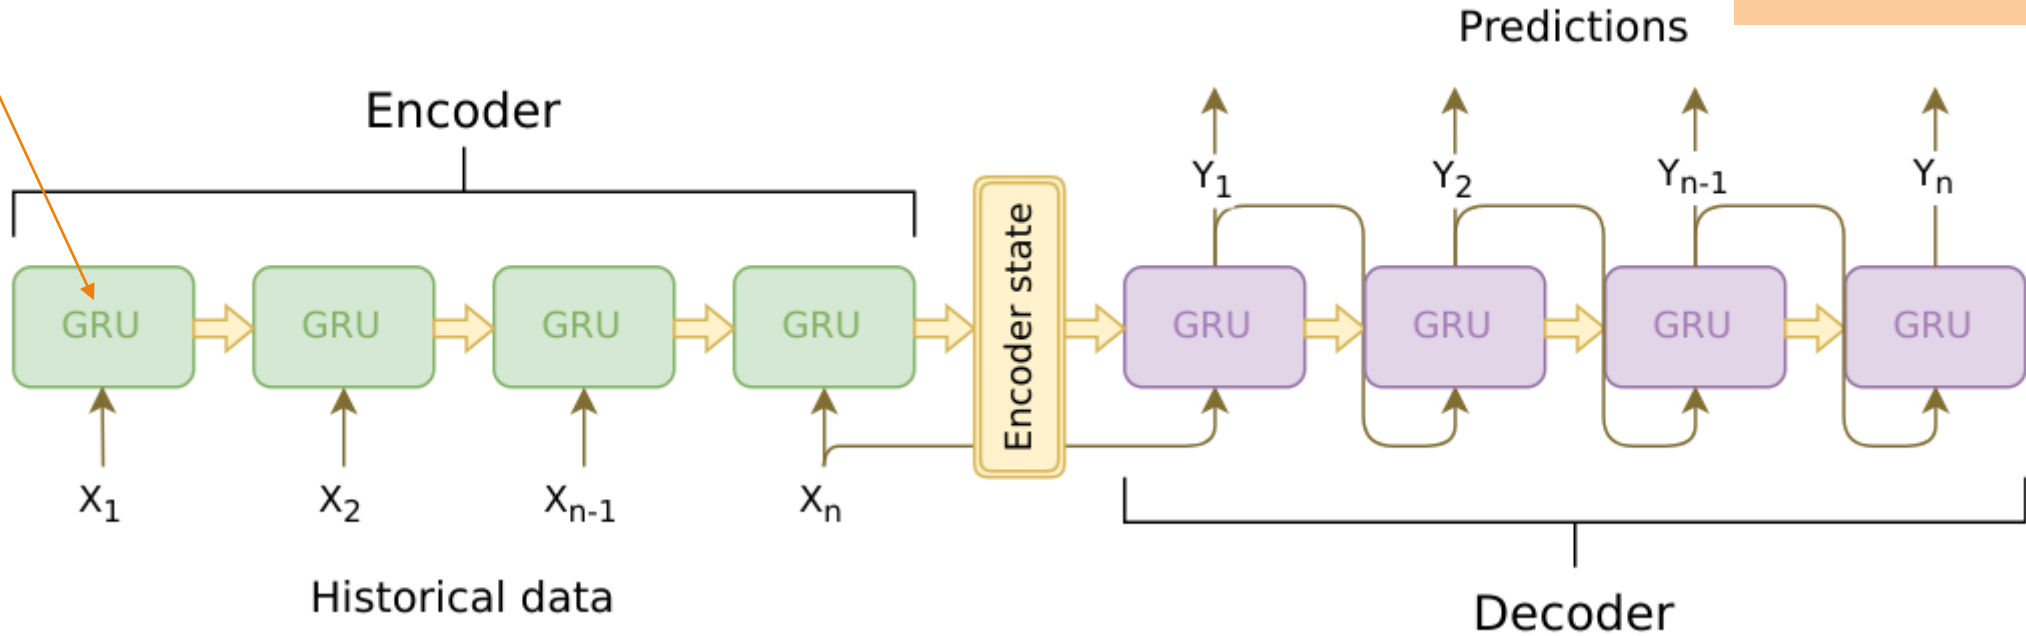 Predictions
Encoder
Y1 Y2 Yn-1 Yn
Encoder state
GRU GRU GRU GRU GRU GRU GRU GRU
X1 X2 Xn-1 Xn
Historical data
Decoder